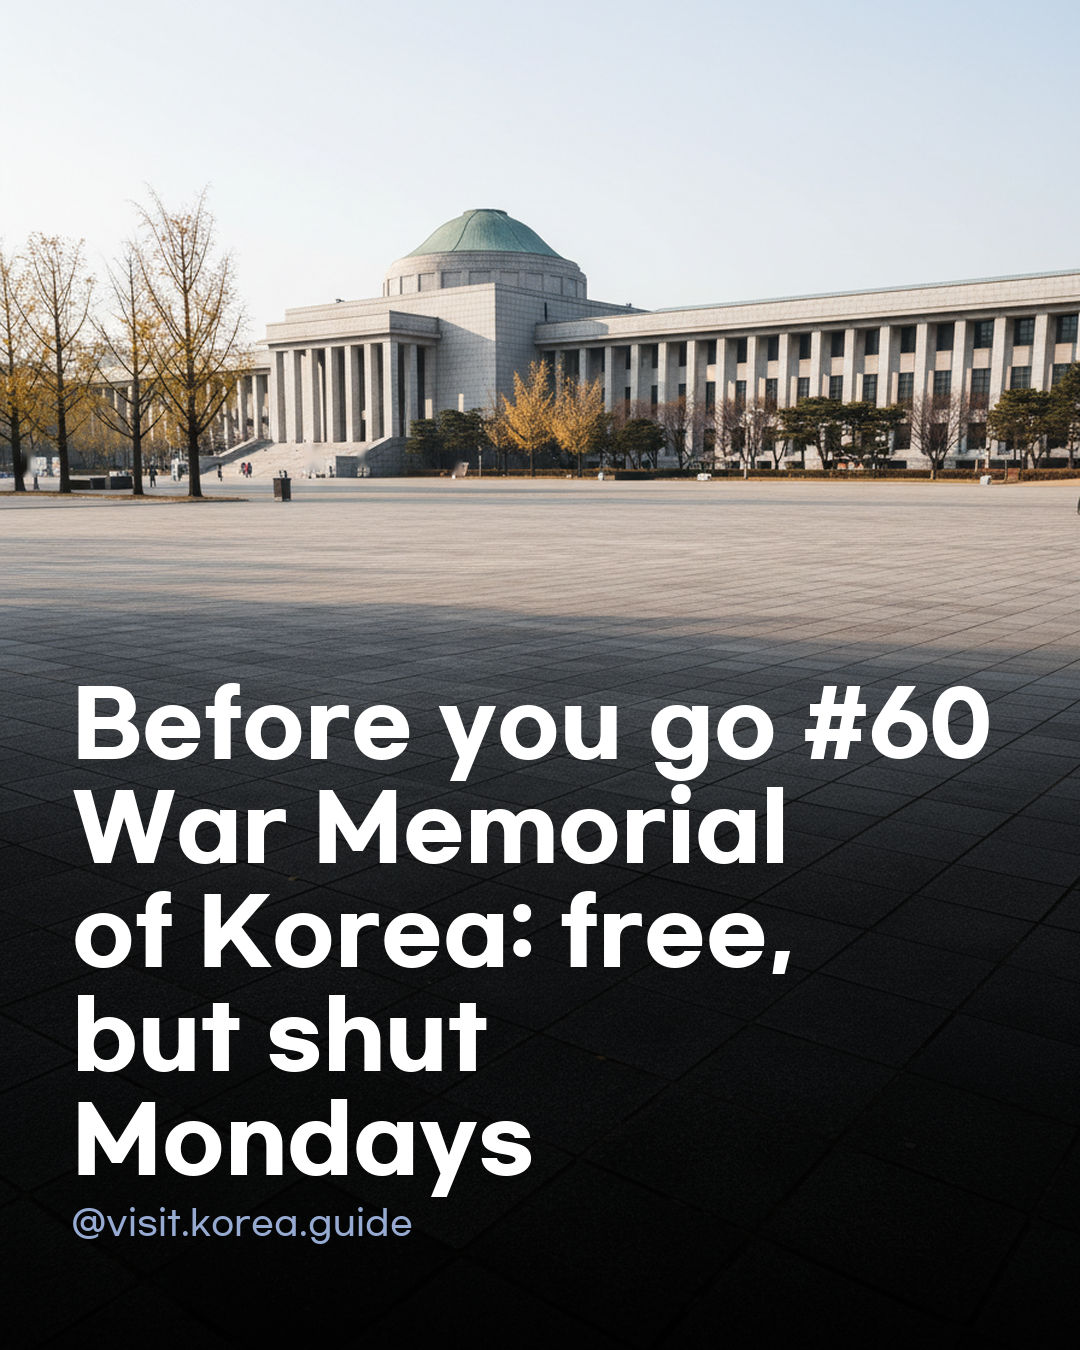 Before you go #60
War Memorial
of Korea: free,
but shut
Mondays
@visit.korea.guide